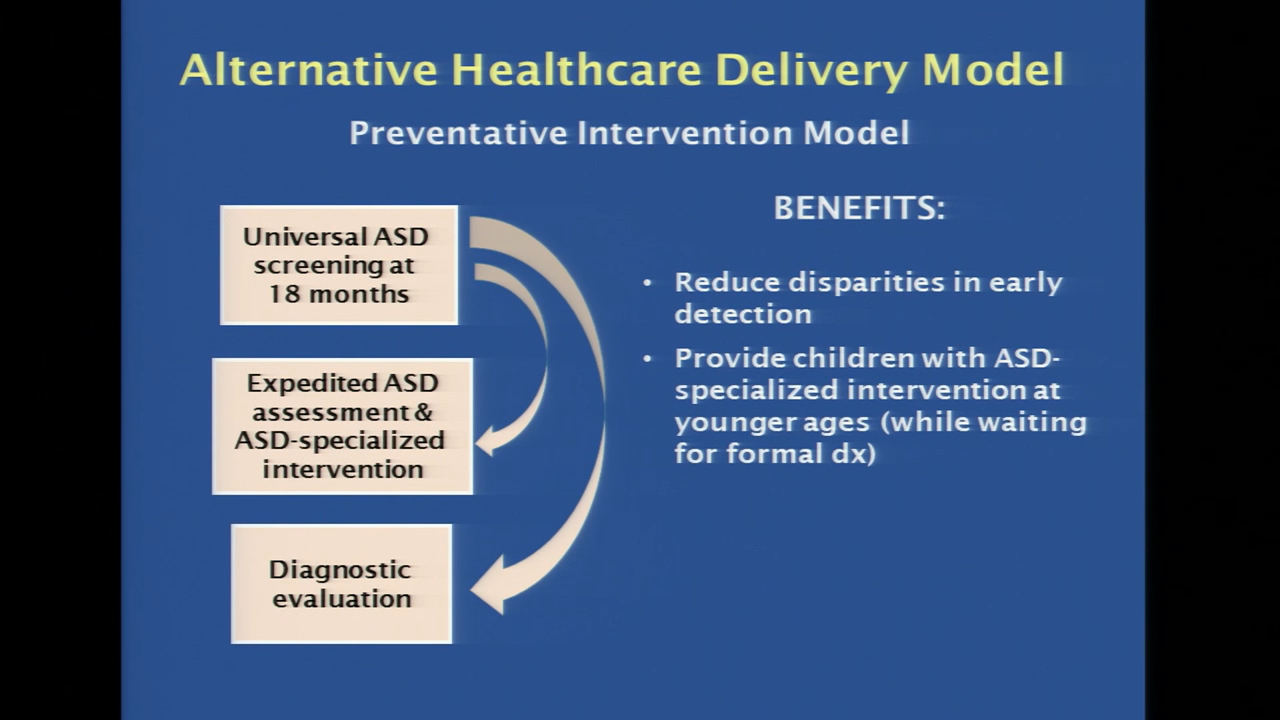 Alternative Healthcare Delivery Model
Preventative Intervention Model
Universal ASD
screening at
18 months
Expedited ASD
assessment &
ASD-specialized
intervention
Diagnostic
evaluation
BENEFITS:
• Reduce disparities in early
detection
• Provide children with ASD-
specialized intervention at
younger ages (while waiting
for formal dx)